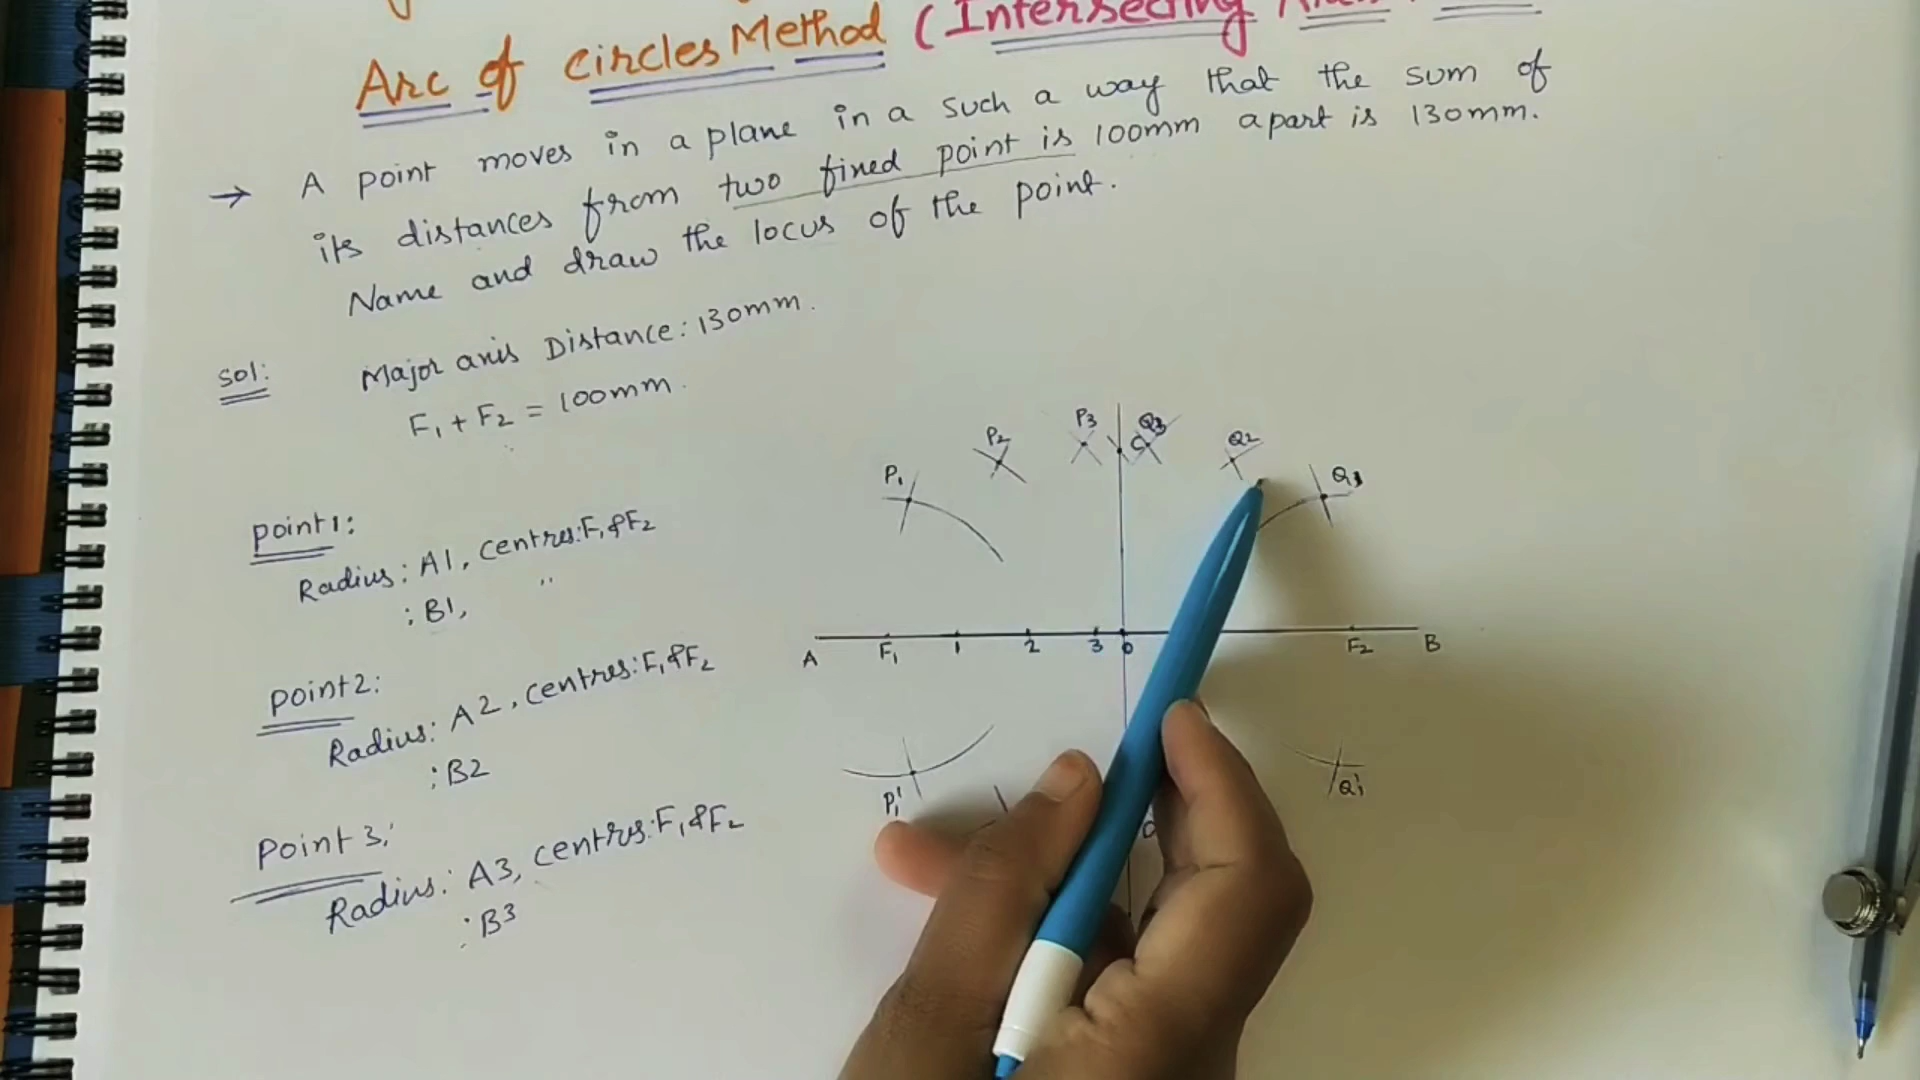 Arc of circles Method (Intersecting
→ A point moves in a plane in a such a way that the sum of
its distances from two fixed point is 100mm apart is 130mm.
Name and draw the locus of the point.
Sol: Major axis Distance: 130mm.
F1 + F2 = 100mm.
point1:
Radius: A1, centres: F1 & F2
: B1, "
point2:
Radius: A2, centres: F1 & F2
: B2
point 3:
Radius: A3, centres: F1 & F2
: B3
P1 P2 P3 C Q3 Q2 Q1
A F1 1 2 3 0 F2 B
P1' Q1'